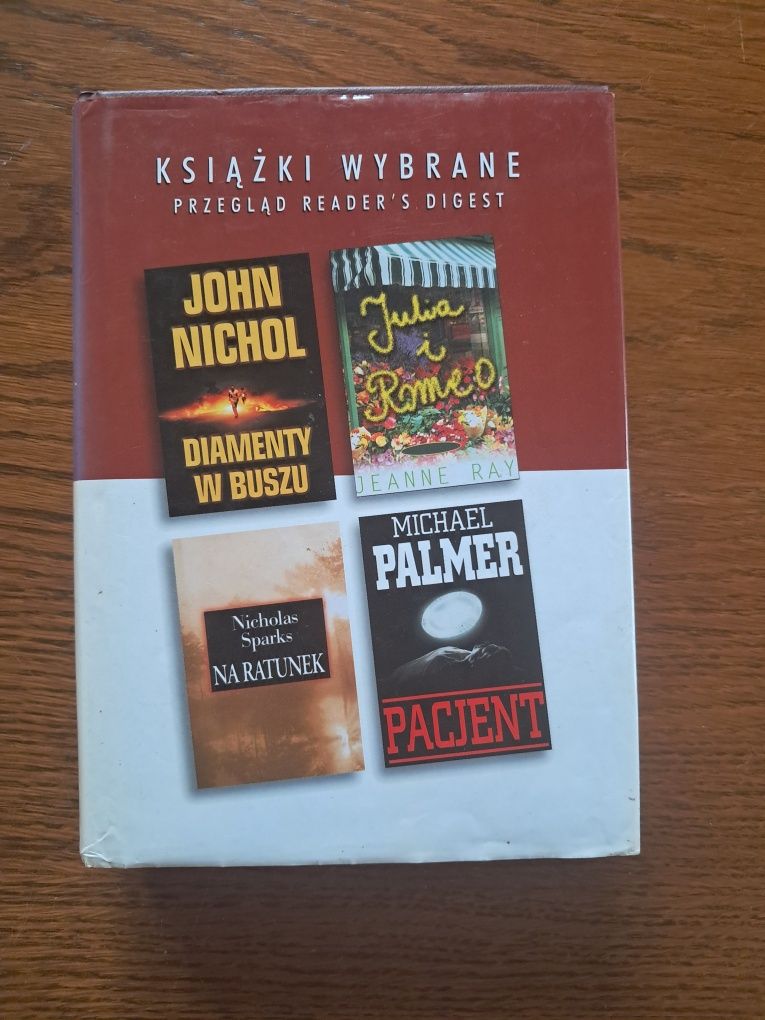 KSIĄŻKI WYBRANE
PRZEGLĄD READER'S DIGEST
JOHN
NICHOL
DIAMENTY
W BUSZU
Julia
i
Romeo
JEANNE RAY
Nicholas
Sparks
NA RATUNEK
MICHAEL
PALMER
PACJENT